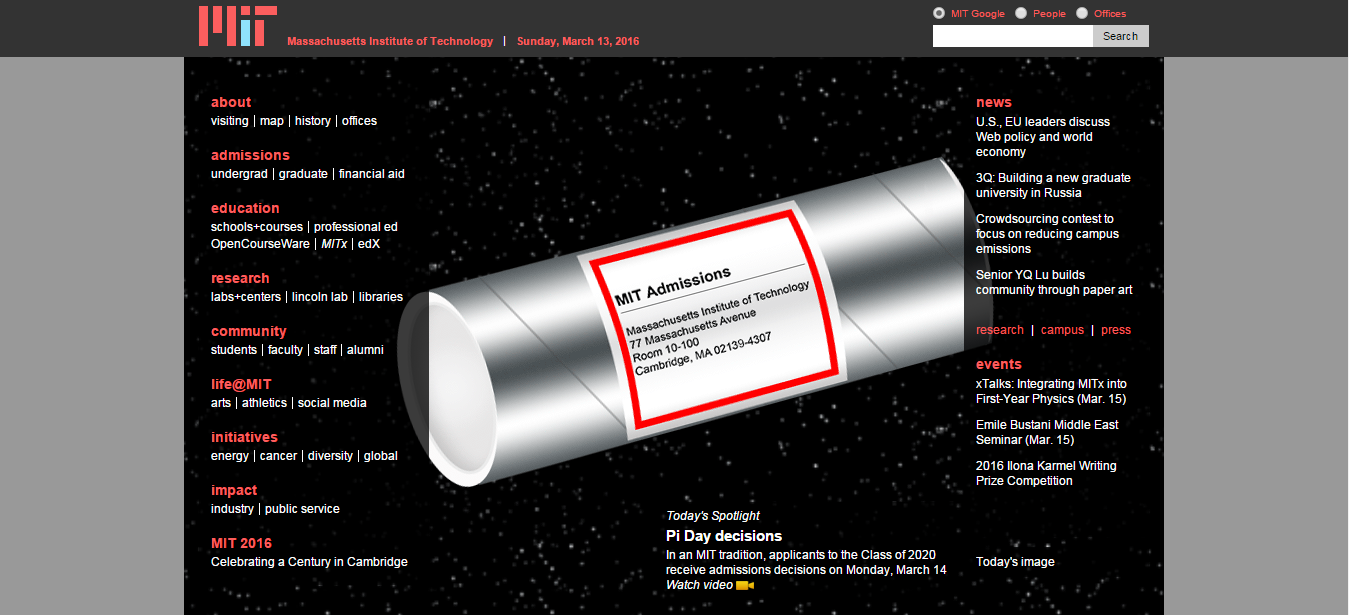 MIT
Massachusetts Institute of Technology | Sunday, March 13, 2016
MIT Google People Offices
Search
about
visiting | map | history | offices
admissions
undergrad | graduate | financial aid
education
schools+courses | professional ed
OpenCourseWare | MITx | edX
research
labs+centers | lincoln lab | libraries
community
students | faculty | staff | alumni
life@MIT
arts | athletics | social media
initiatives
energy | cancer | diversity | global
impact
industry | public service
MIT 2016
Celebrating a Century in Cambridge
MIT Admissions
Massachusetts Institute of Technology
77 Massachusetts Avenue
Room 10-100
Cambridge, MA 02139-4307
Today's Spotlight
Pi Day decisions
In an MIT tradition, applicants to the Class of 2020
receive admissions decisions on Monday, March 14
Watch video
news
U.S., EU leaders discuss
Web policy and world
economy
3Q: Building a new graduate
university in Russia
Crowdsourcing contest to
focus on reducing campus
emissions
Senior YQ Lu builds
community through paper art
research | campus | press
events
xTalks: Integrating MITx into
First-Year Physics (Mar. 15)
Emile Bustani Middle East
Seminar (Mar. 15)
2016 Ilona Karmel Writing
Prize Competition
Today's image